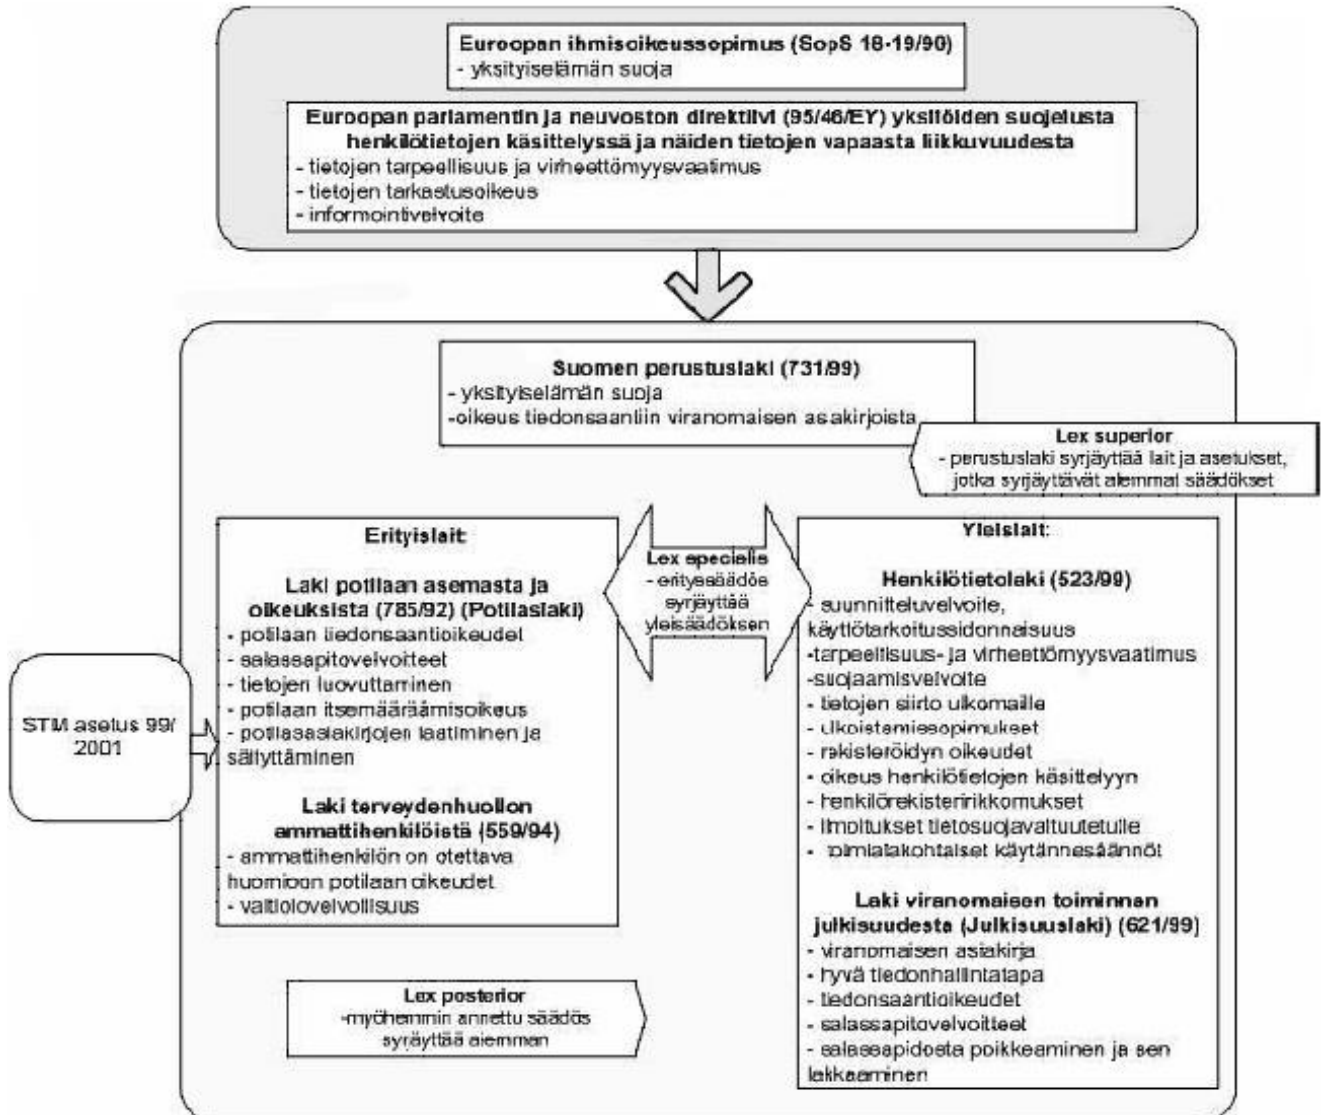 Euroopan ihmisoikeussopimus (SopS 18-19/90)
- yksityiselämän suoja
Euroopan parlamentin ja neuvoston direktiivi (95/46/EY) yksilöiden suojelusta
henkilötietojen käsittelyssä ja näiden tietojen vapaasta liikkuvuudesta
- tietojen tarpeellisuus ja virheettömyysvaatimus
- tietojen tarkastusoikeus
- informointivelvoite
Suomen perustuslaki (731/99)
- yksityiselämän suoja
-oikeus tiedonsaantiin viranomaisen asiakirjoista
Lex superior
- perustuslaki syrjäyttää lait ja asetukset,
jotka syrjäyttävät alemmat säädökset
Erityislait:
Laki potilaan asemasta ja
oikeuksista (785/92) (Potilaslaki)
- potilaan tiedonsaantioikeudet
- salassapitovelvoitteet
- tietojen luovuttaminen
- potilaan itsemääräämisoikeus
- potilasasiakirjojen laatiminen ja
säilyttäminen
Laki terveydenhuollon
ammattihenkilöistä (559/94)
- ammattihenkilön on otettava
huomioon potilaan oikeudet
- vaitiolovelvollisuus
STM asetus 99/
2001
Lex specialis
- erityssäädös
syrjäyttää
yleisäädöksen
Yleislait:
Henkilötietolaki (523/99)
- suunnitteluvelvoite,
käyttötarkoitussidonnaisuus
-tarpeellisuus- ja virheettömyysvaatimus
-suojaamisvelvoite
- tietojen siirto ulkomaille
- ulkoistamissopimukset
- rekisteröidyn oikeudet
- oikeus henkilötietojen käsittelyyn
- henkilörekisteririkkomukset
- ilmoitukset tietosuojavaltuutetulle
- toimialakohtaiset käytännesäännöt
Laki viranomaisen toiminnan
julkisuudesta (Julkisuuslaki) (621/99)
- viranomaisen asiakirja
- hyvä tiedonhallintatapa
- tiedonsaantioikeudet
- salassapitovelvoitteet
- salassapidosta poikkeaminen ja sen
lakkaaminen
Lex posterior
-myöhemmin annettu säädös
syrjäyttää aiemman